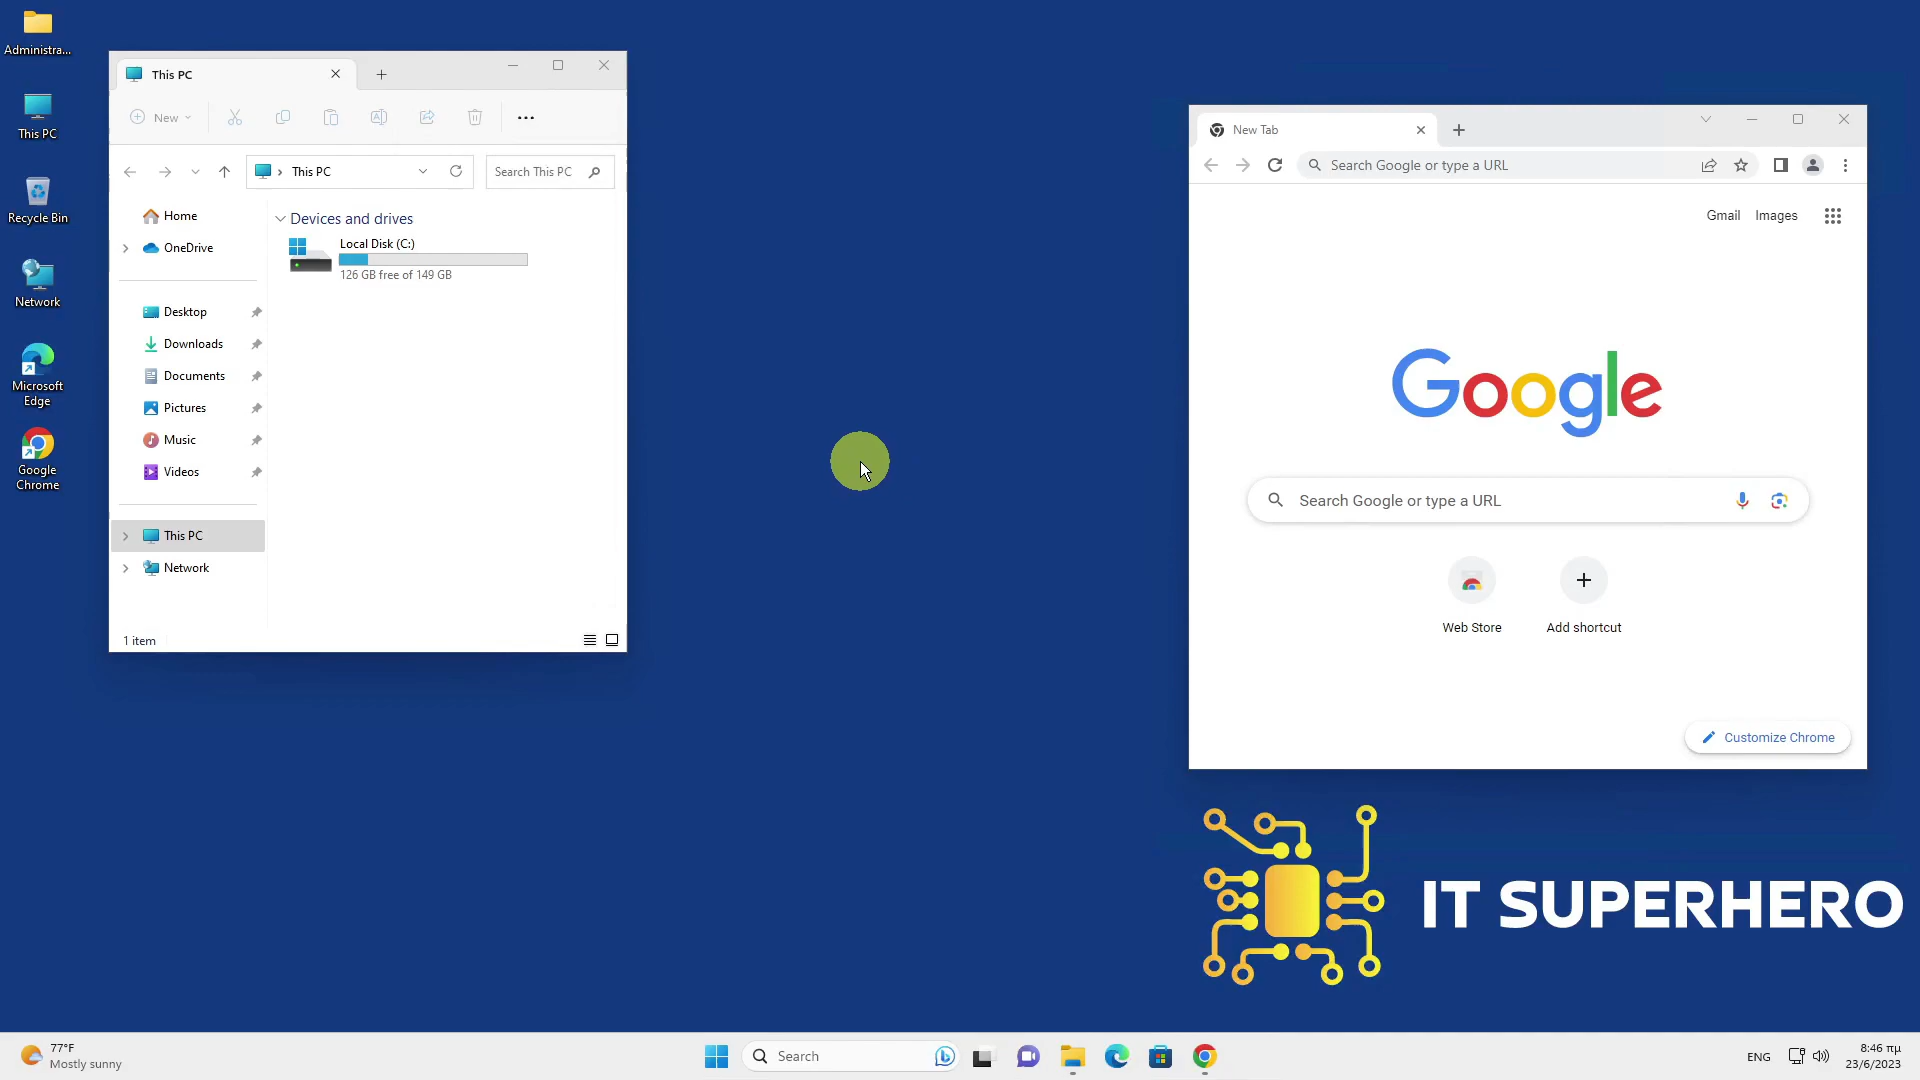 Administra...
This PC
Recycle Bin
Network
Microsoft
Edge
Google
Chrome
This PC
New
This PC
Search This PC
Home
OneDrive
Desktop
Downloads
Documents
Pictures
Music
Videos
This PC
Network
Devices and drives
Local Disk (C:)
126 GB free of 149 GB
1 item
New Tab
Search Google or type a URL
Gmail
Images
Google
Search Google or type a URL
Web Store
Add shortcut
Customize Chrome
IT SUPERHERO
77°F
Mostly sunny
Search
ENG
8:46 πμ
23/6/2023